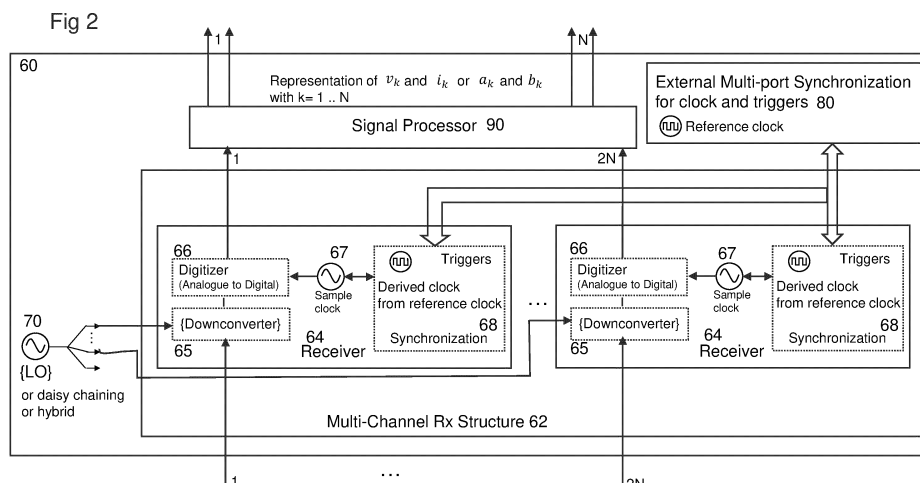 Fig 2
1
N
60
Representation of vₖ and iₖ or aₖ and bₖ
with k= 1 .. N
External Multi-port Synchronization
for clock and triggers 80
Reference clock
Signal Processor 90
1
2N
66
67
Triggers
Digitizer
(Analogue to Digital)
Sample
clock
Derived clock
from reference clock
{Downconverter}
65
64
Receiver
68
Synchronization
...
66
67
Triggers
Digitizer
(Analogue to Digital)
Sample
clock
Derived clock
from reference clock
{Downconverter}
65
64
Receiver
68
Synchronization
70
{LO}
or daisy chaining
or hybrid
Multi-Channel Rx Structure 62
1
...
2N